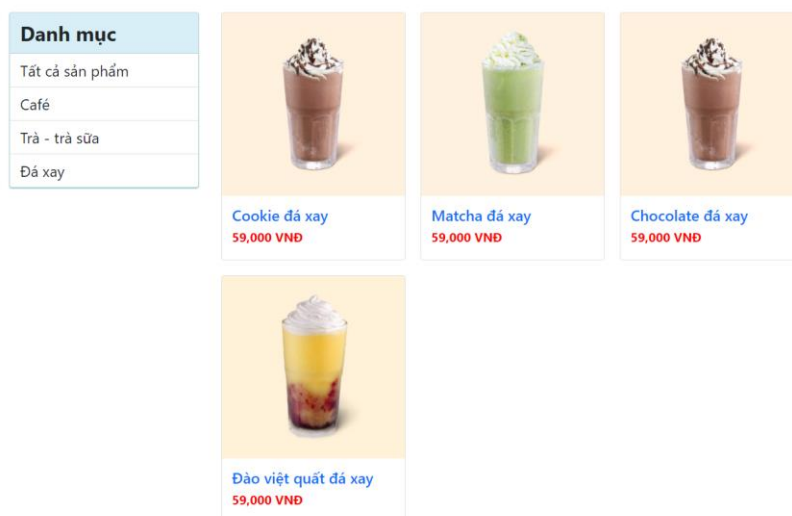 Danh mục
Tất cả sản phẩm
Café
Trà - trà sữa
Đá xay
Cookie đá xay
59,000 VNĐ
Matcha đá xay
59,000 VNĐ
Chocolate đá xay
59,000 VNĐ
Đào việt quất đá xay
59,000 VNĐ